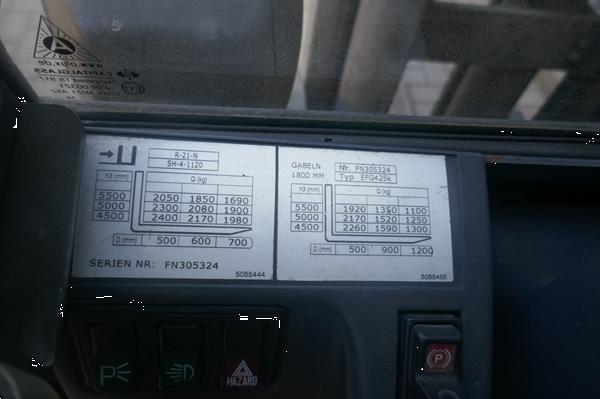 R-21-N
SH-4-1120
h3 (mm) Q (kg)
5500 2050 1850 1690
5000 2300 2080 1900
4500 2400 2170 1980
D (mm) 500 600 700
SERIEN NR: FN305324
5055444
GABELN
1800 MM
Nr. FN305324
Typ EFG425K
h3 (mm) Q (kg)
5500 1920 1350 1100
5000 2170 1520 1250
4500 2260 1590 1300
D (mm) 500 900 1200
5055455
P
HAZARD
P